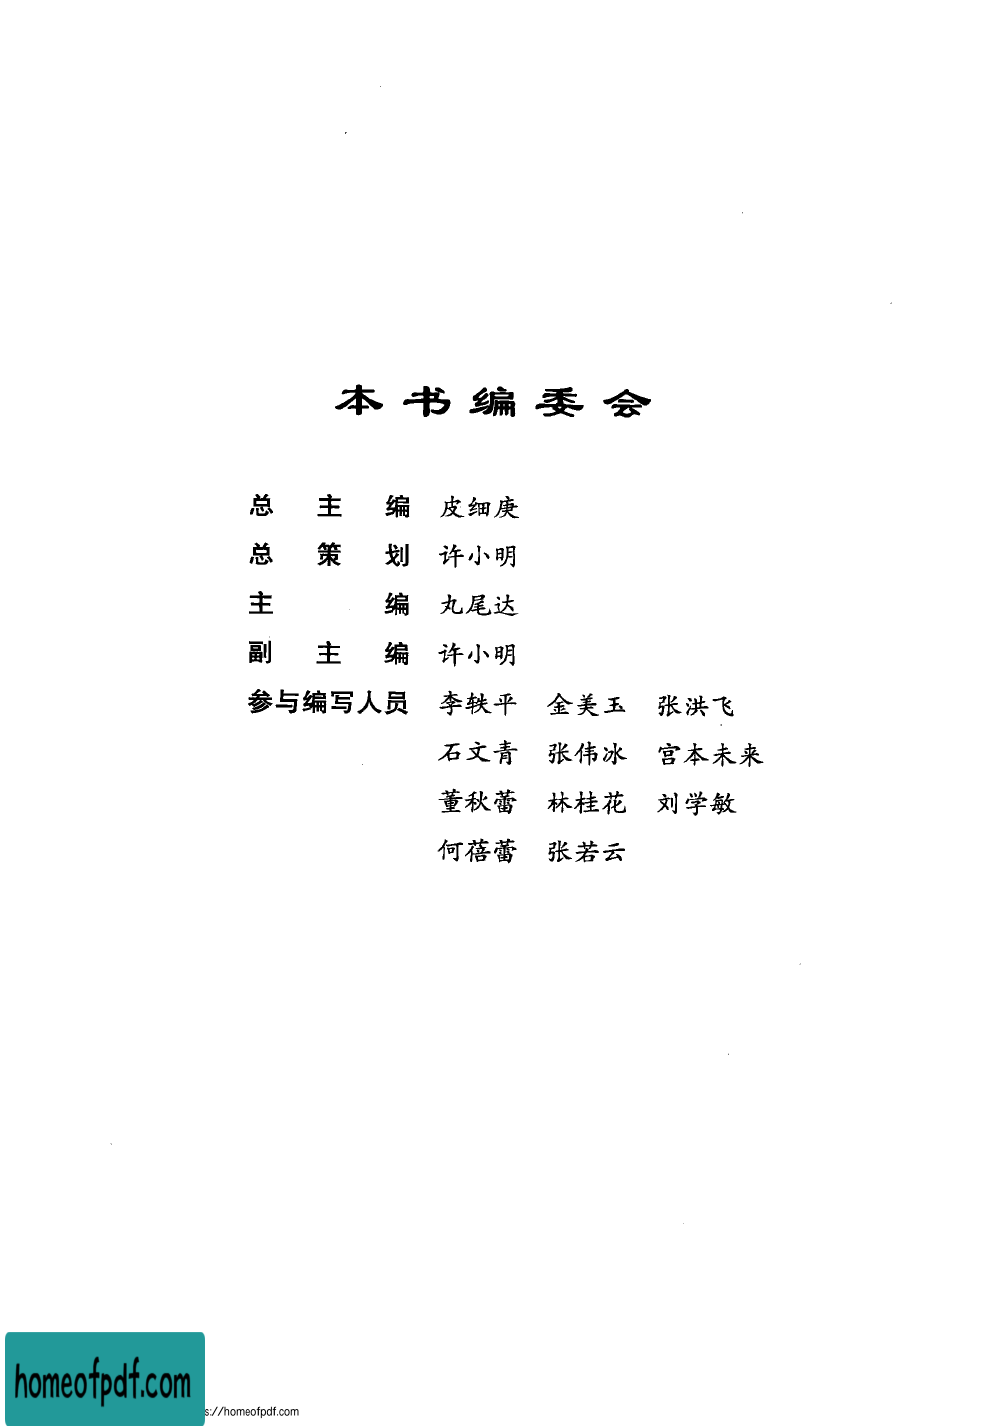 本书编委会
总主编 皮细庚
总策划 许小明
主编 丸尾达
副主编 许小明
参与编写人员 李轶平 金美玉 张洪飞
石文青 张伟冰 宫本未来
董秋蕾 林桂花 刘学敏
何蓓蕾 张若云
homeofpdf.com
s://homeofpdf.com